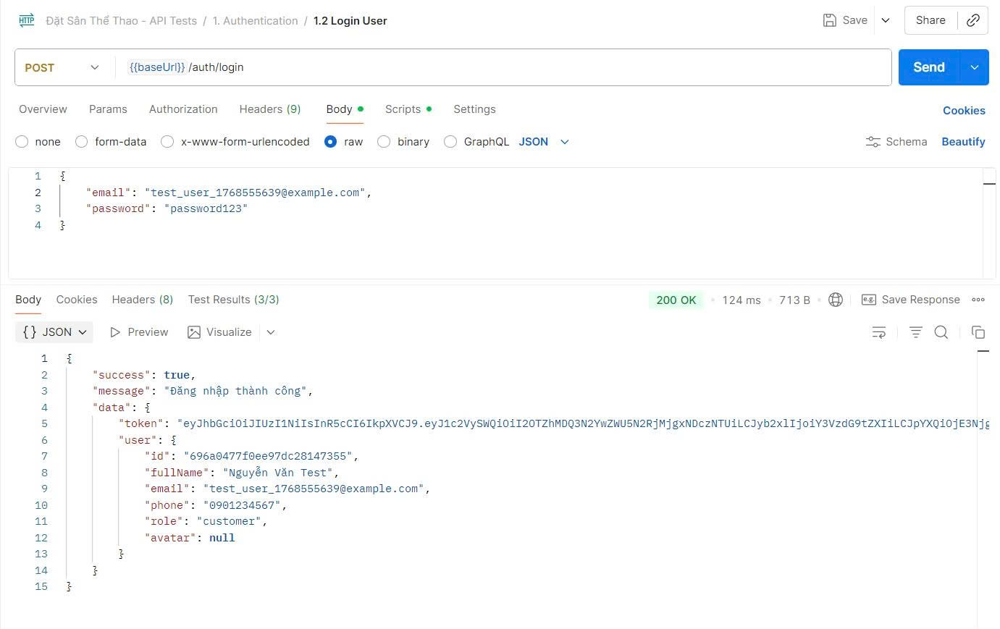 HTTP Đặt Sân Thể Thao - API Tests / 1. Authentication / 1.2 Login User Save Share
POST {{baseUrl}} /auth/login Send
Overview Params Authorization Headers (9) Body Scripts Settings Cookies
none form-data x-www-form-urlencoded raw binary GraphQL JSON Schema Beautify
1 {
2 "email": "test_user_1768555639@example.com",
3 "password": "password123"
4 }
Body Cookies Headers (8) Test Results (3/3) 200 OK 124 ms 713 B e.g. Save Response
{} JSON Preview Visualize
1 {
2 "success": true,
3 "message": "Đăng nhập thành công",
4 "data": {
5 "token": "eyJhbGciOiJIUzI1NiIsInR5cCI6IkpXVCJ9.eyJ1c2VySWQiOiI2OTZhMDQ3N2YwZWU5N2RjMjgxNDczNTUiLCJyb2xlIjoiY3VzdG9tZXIiLCJpYXQiOjE3Njg
6 "user": {
7 "id": "696a0477f0ee97dc28147355",
8 "fullName": "Nguyễn Văn Test",
9 "email": "test_user_1768555639@example.com",
10 "phone": "0901234567",
11 "role": "customer",
12 "avatar": null
13 }
14 }
15 }